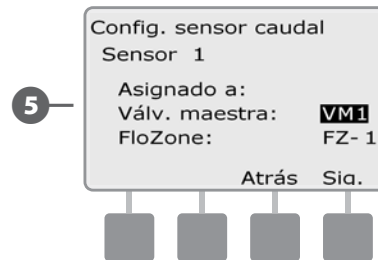 Config. sensor caudal
Sensor 1
Asignado a:
Válv. maestra: VM1
FloZone: FZ- 1
Atrás Sig.
5